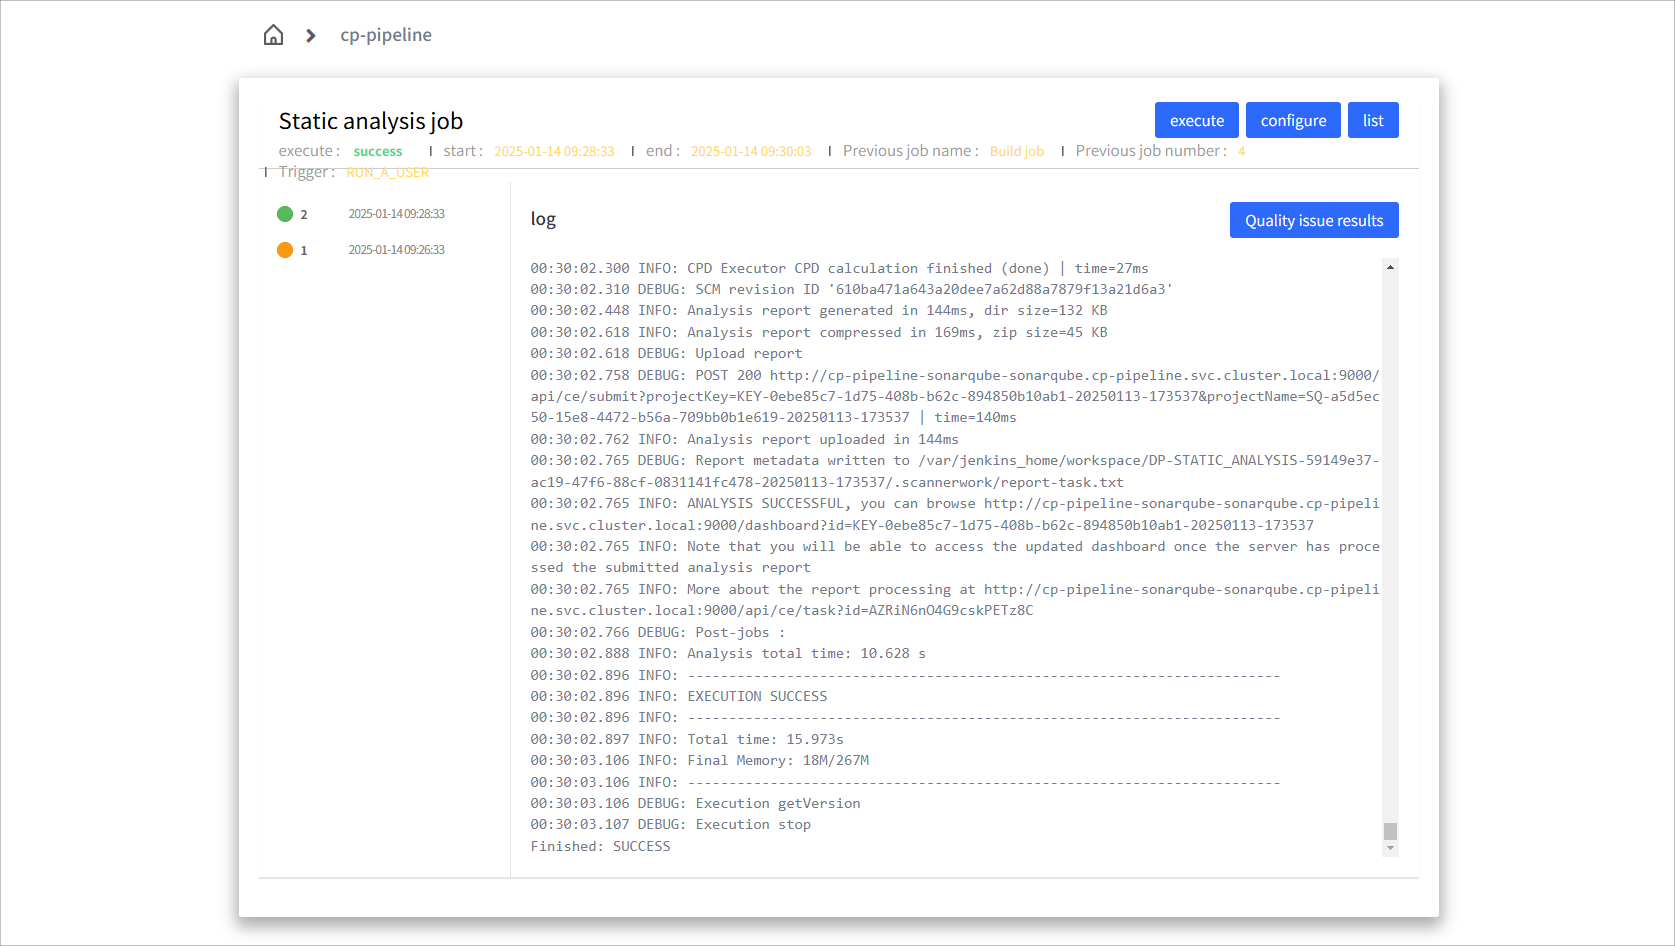 cp-pipeline
Static analysis job
execute configure list
execute : success | start : 2025-01-14 09:28:33 | end : 2025-01-14 09:30:03 | Previous job name : Build job | Previous job number : 4
| Trigger : RUN_A_USER
2 2025-01-14 09:28:33
1 2025-01-14 09:26:33
log
Quality issue results
00:30:02.300 INFO: CPD Executor CPD calculation finished (done) | time=27ms
00:30:02.310 DEBUG: SCM revision ID '610ba471a643a20dee7a62d88a7879f13a21d6a3'
00:30:02.448 INFO: Analysis report generated in 144ms, dir size=132 KB
00:30:02.618 INFO: Analysis report compressed in 169ms, zip size=45 KB
00:30:02.618 DEBUG: Upload report
00:30:02.758 DEBUG: POST 200 http://cp-pipeline-sonarqube-sonarqube.cp-pipeline.svc.cluster.local:9000/
api/ce/submit?projectKey=KEY-0ebe85c7-1d75-408b-b62c-894850b10ab1-20250113-173537&projectName=SQ-a5d5ec
50-15e8-4472-b56a-709bb0b1e619-20250113-173537 | time=140ms
00:30:02.762 INFO: Analysis report uploaded in 144ms
00:30:02.765 DEBUG: Report metadata written to /var/jenkins_home/workspace/DP-STATIC_ANALYSIS-59149e37-
ac19-47f6-88cf-0831141fc478-20250113-173537/.scannerwork/report-task.txt
00:30:02.765 INFO: ANALYSIS SUCCESSFUL, you can browse http://cp-pipeline-sonarqube-sonarqube.cp-pipeli
ne.svc.cluster.local:9000/dashboard?id=KEY-0ebe85c7-1d75-408b-b62c-894850b10ab1-20250113-173537
00:30:02.765 INFO: Note that you will be able to access the updated dashboard once the server has proce
ssed the submitted analysis report
00:30:02.765 INFO: More about the report processing at http://cp-pipeline-sonarqube-sonarqube.cp-pipeli
ne.svc.cluster.local:9000/api/ce/task?id=AZRiN6nO4G9cskPETz8C
00:30:02.766 DEBUG: Post-jobs :
00:30:02.888 INFO: Analysis total time: 10.628 s
00:30:02.896 INFO: ------------------------------------------------------------------------
00:30:02.896 INFO: EXECUTION SUCCESS
00:30:02.896 INFO: ------------------------------------------------------------------------
00:30:02.897 INFO: Total time: 15.973s
00:30:03.106 INFO: Final Memory: 18M/267M
00:30:03.106 INFO: ------------------------------------------------------------------------
00:30:03.106 DEBUG: Execution getVersion
00:30:03.107 DEBUG: Execution stop
Finished: SUCCESS